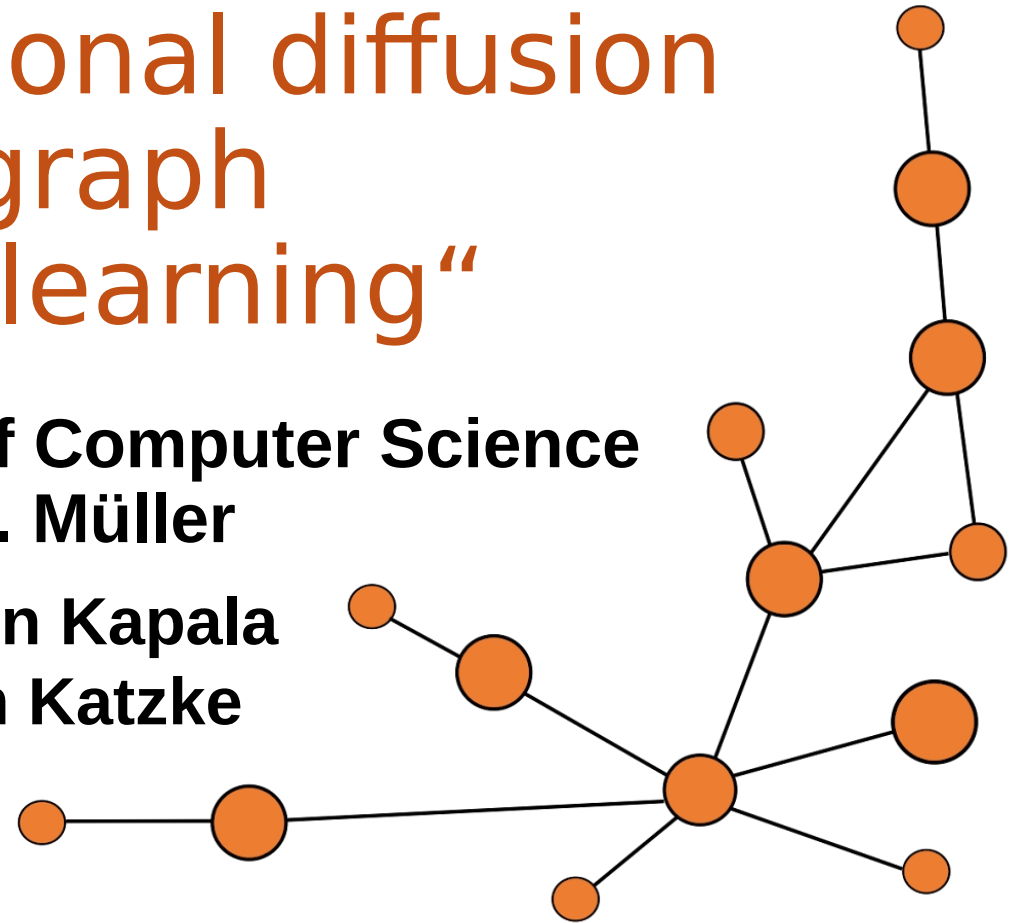 onal diffusion
graph
learning“
f Computer Science
. Müller
n Kapala
n Katzke